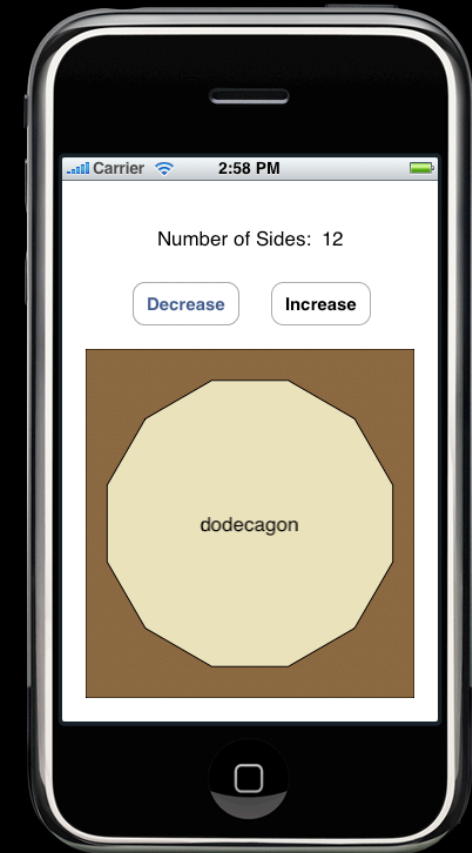 Carrier 2:58 PM
Number of Sides: 12
Decrease Increase
dodecagon